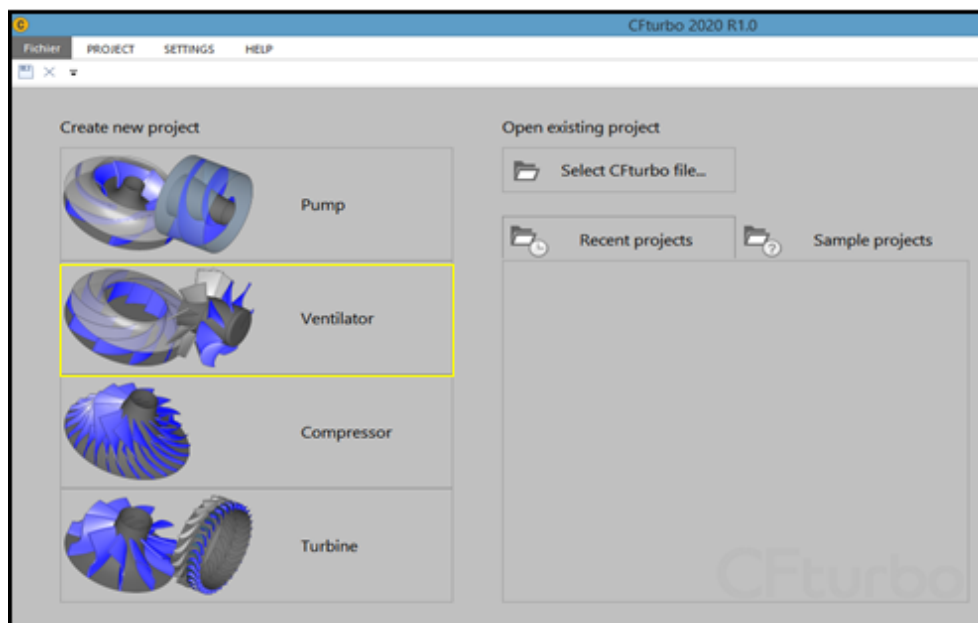 CFturbo 2020 R1.0
Fichier PROJECT SETTINGS HELP
Create new project
Pump
Ventilator
Compressor
Turbine
Open existing project
Select CFturbo file...
Recent projects
Sample projects
CFturbo